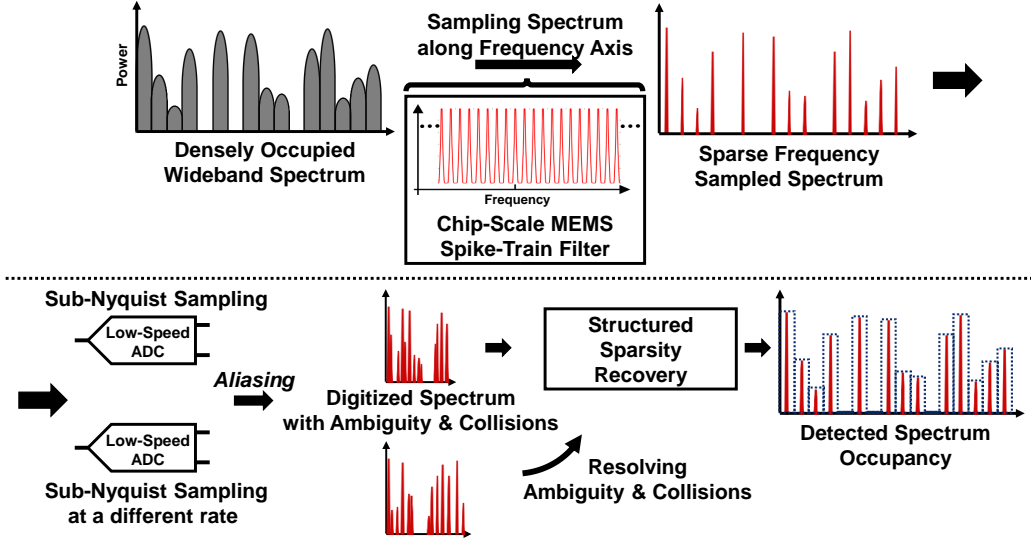 Sampling Spectrum
along Frequency Axis
Power
Densely Occupied
Wideband Spectrum
Frequency
Chip-Scale MEMS
Spike-Train Filter
Sparse Frequency
Sampled Spectrum
Sub-Nyquist Sampling
Low-Speed
ADC
Low-Speed
ADC
Sub-Nyquist Sampling
at a different rate
Aliasing
Digitized Spectrum
with Ambiguity & Collisions
Structured
Sparsity
Recovery
Resolving
Ambiguity & Collisions
Detected Spectrum
Occupancy